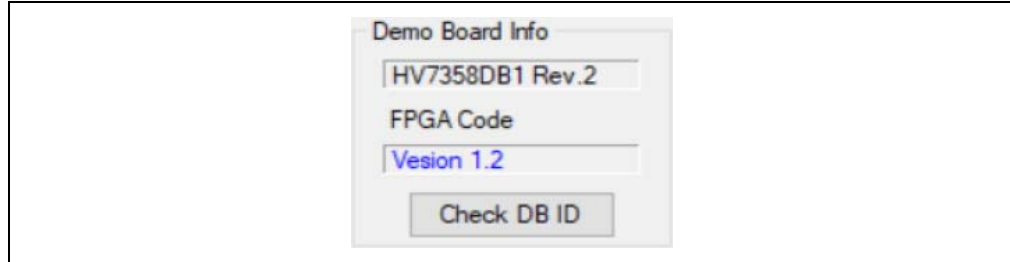 Demo Board Info
HV7358DB1 Rev.2
FPGA Code
Vesion 1.2
Check DB ID